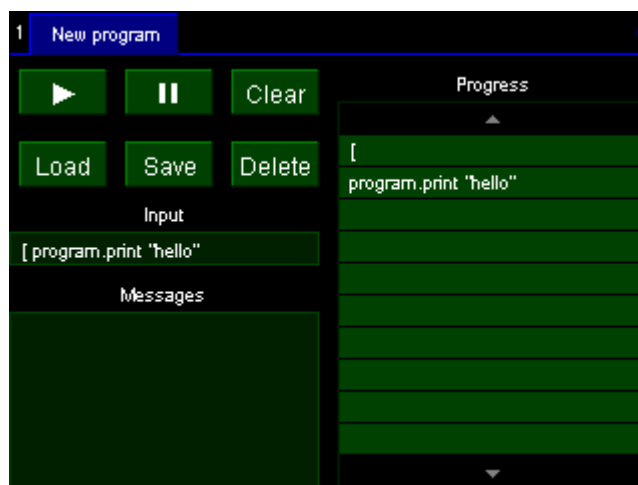 1 New program
Clear
Load Save Delete
Input
[ program.print "hello"
Messages
Progress
[
program.print "hello"